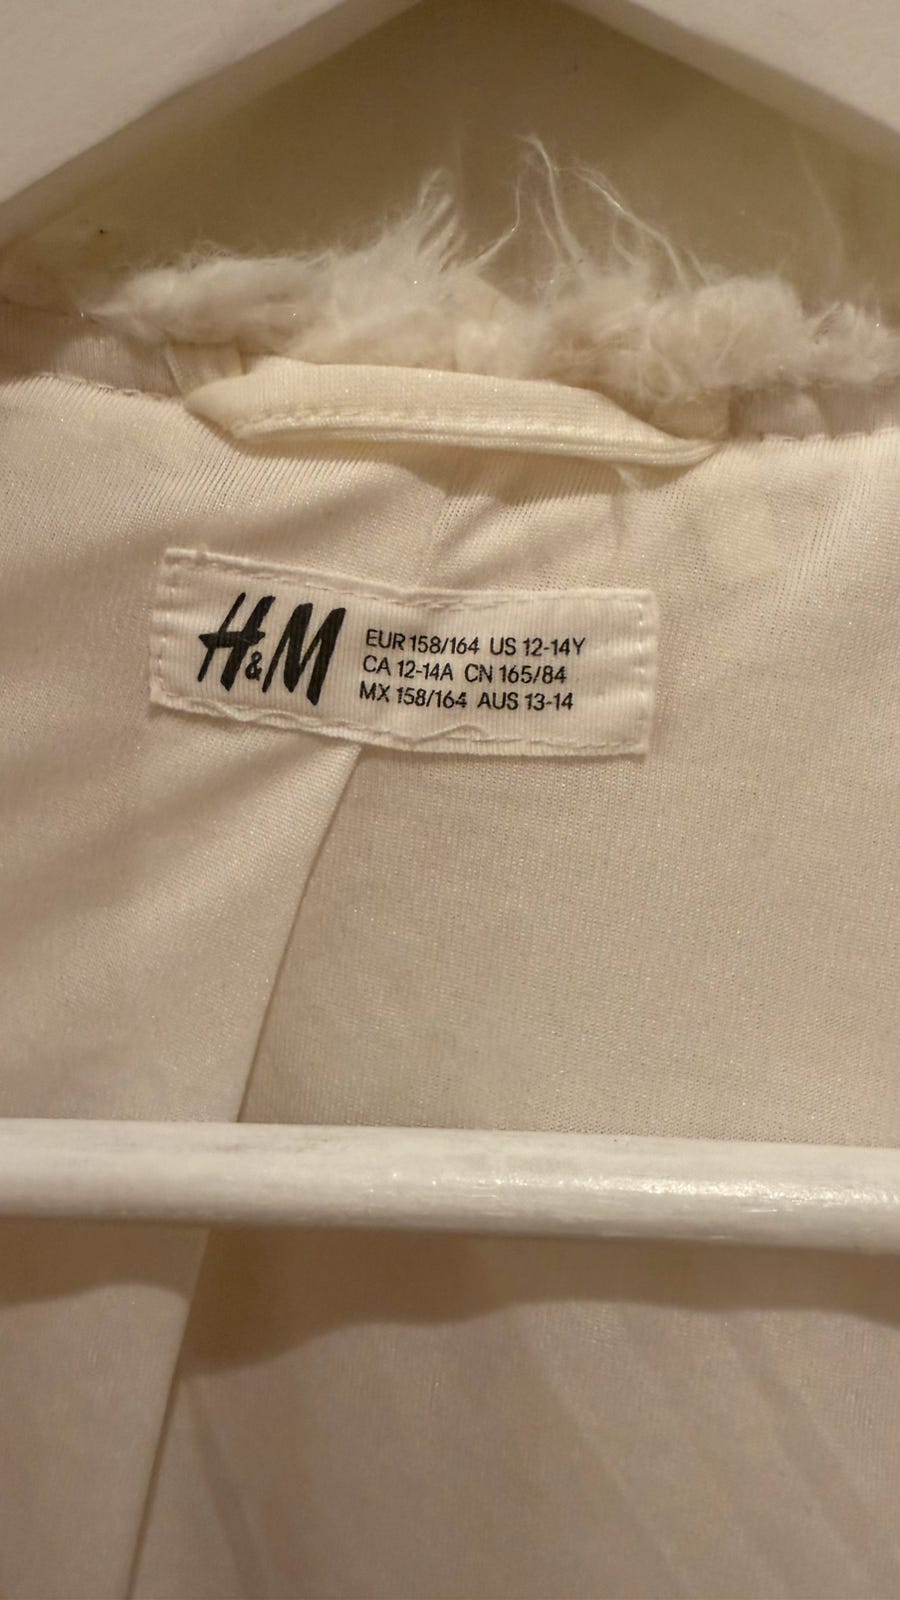 H&M
EUR 158/164 US 12-14Y
CA 12-14A CN 165/84
MX 158/164 AUS 13-14